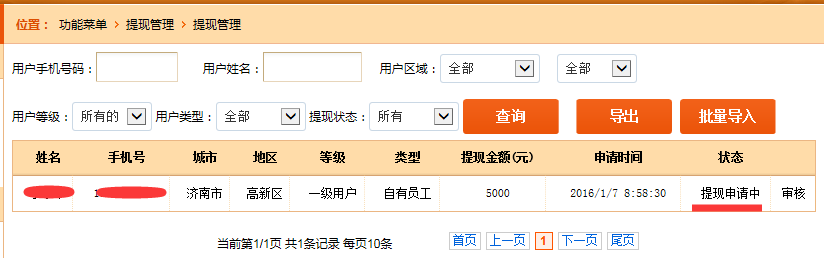 位置： 功能菜单 > 提现管理 > 提现管理
用户手机号码： 用户姓名： 用户区域： 全部 全部
用户等级： 所有的 用户类型： 全部 提现状态： 所有 查询 导出 批量导入
姓名 手机号 城市 地区 等级 类型 提现金额(元) 申请时间 状态
1 济南市 高新区 一级用户 自有员工 5000 2016/1/7 8:58:30 提现申请中 审核
当前第1/1页 共1条记录 每页10条 首页 上一页 1 下一页 尾页